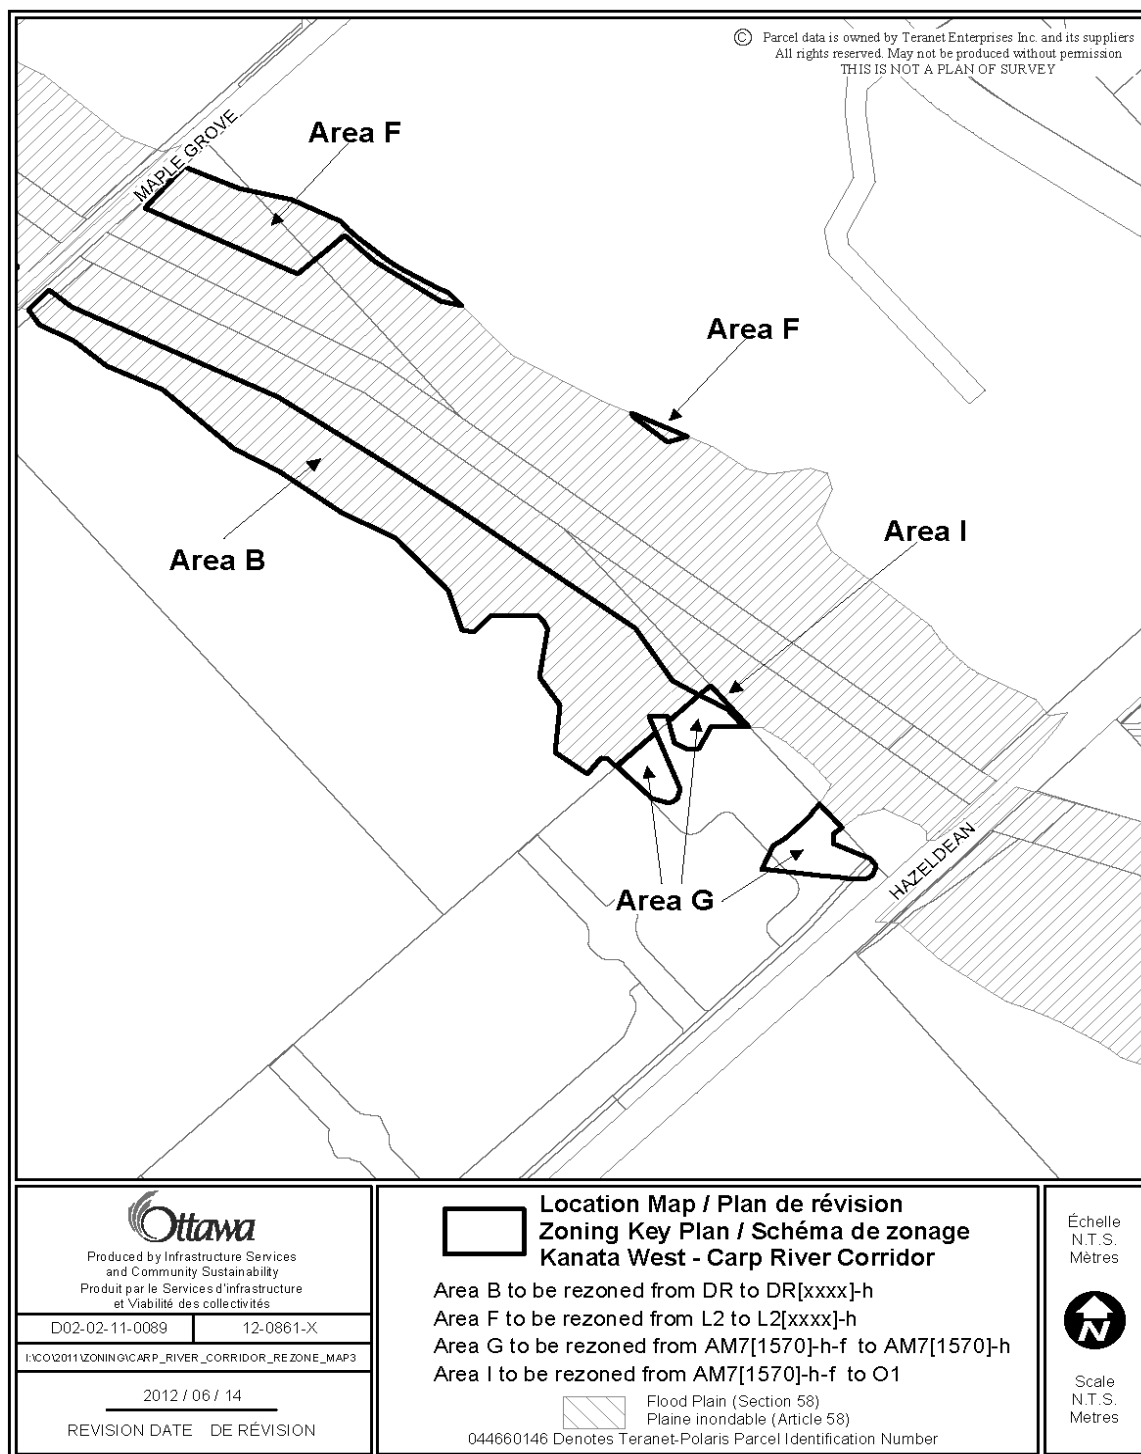 © Parcel data is owned by Teranet Enterprises Inc. and its suppliers
All rights reserved. May not be produced without permission
THIS IS NOT A PLAN OF SURVEY
MAPLE GROVE
Area F
Area F
Area B
Area I
Area G
HAZELDEAN
Ottawa
Produced by Infrastructure Services
and Community Sustainability
Produit par le Services d'infrastructure
et Viabilité des collectivités
D02-02-11-0089 12-0861-X
I:\CO\2011\ZONING\CARP_RIVER_CORRIDOR_REZONE_MAP3
2012 / 06 / 14
REVISION DATE DE RÉVISION
Location Map / Plan de révision
Zoning Key Plan / Schéma de zonage
Kanata West - Carp River Corridor
Area B to be rezoned from DR to DR[xxxx]-h
Area F to be rezoned from L2 to L2[xxxx]-h
Area G to be rezoned from AM7[1570]-h-f to AM7[1570]-h
Area I to be rezoned from AM7[1570]-h-f to O1
Flood Plain (Section 58)
Plaine inondable (Article 58)
044660146 Denotes Teranet-Polaris Parcel Identification Number
Échelle
N.T.S.
Mètres
N
Scale
N.T.S.
Metres